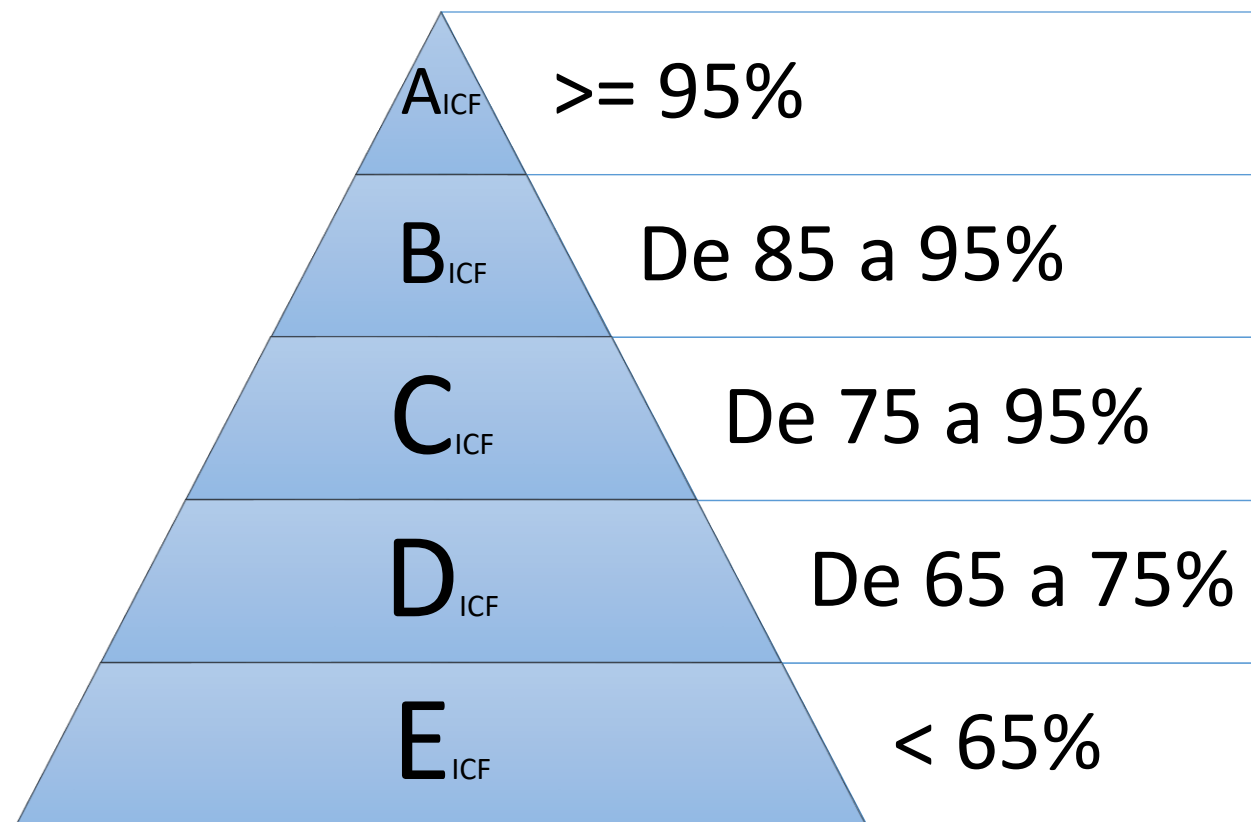 AICF >= 95%
BICF De 85 a 95%
CICF De 75 a 95%
DICF De 65 a 75%
EICF < 65%